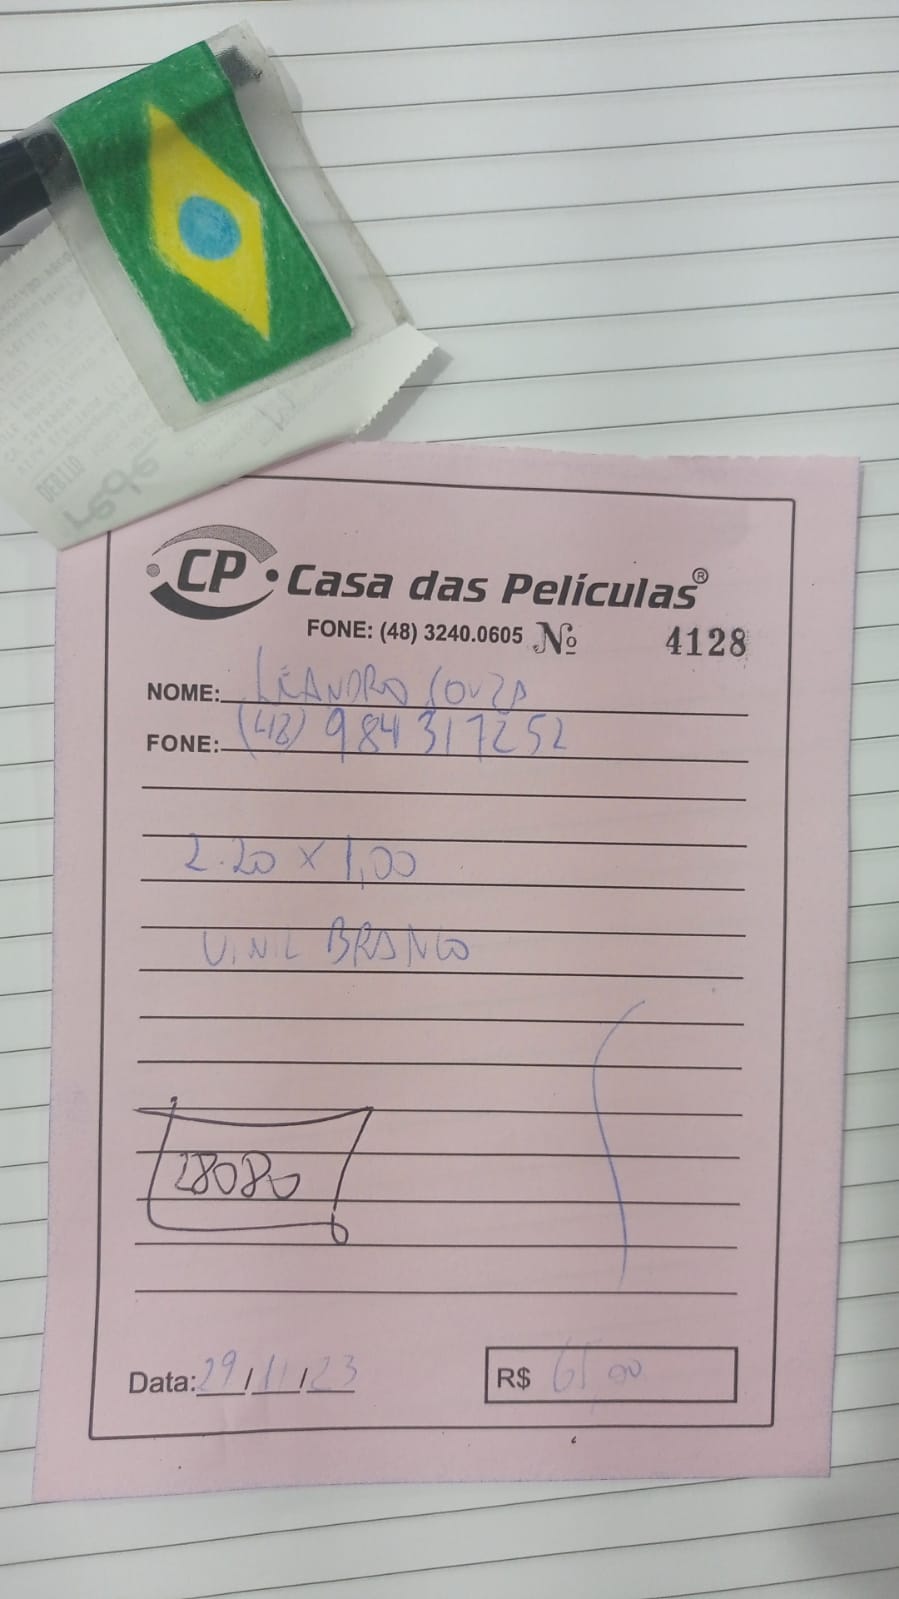 rede
CP
Casa das Películas®
FONE: (48) 3240.0605 Nº 4128
NOME: LEANDRO SOUZA
FONE: (48) 984317252
2.20 x 1,00
VINIL BRANCO
28080
Data: 29/11/23
R$ 65,00